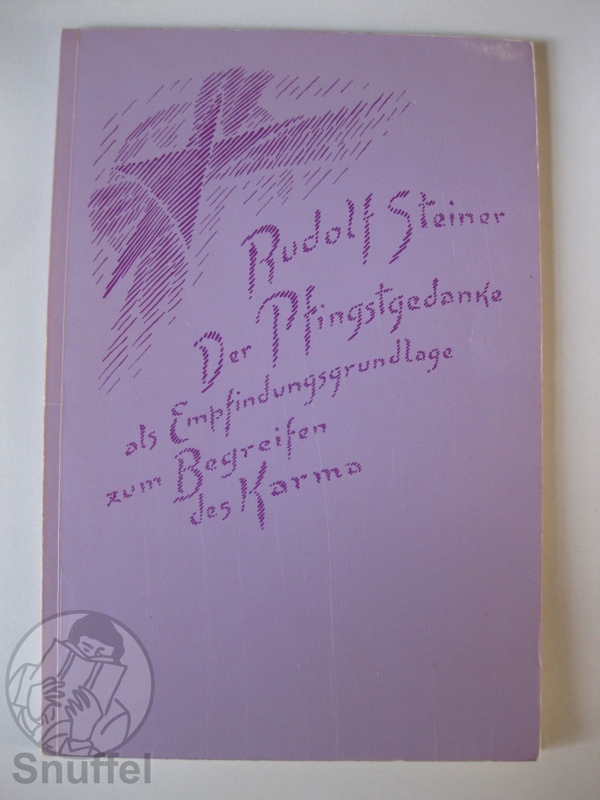 Rudolf Steiner
Der Pfingstgedanke
als Empfindungsgrundlage
zum Begreifen
des Karma
Snuffel